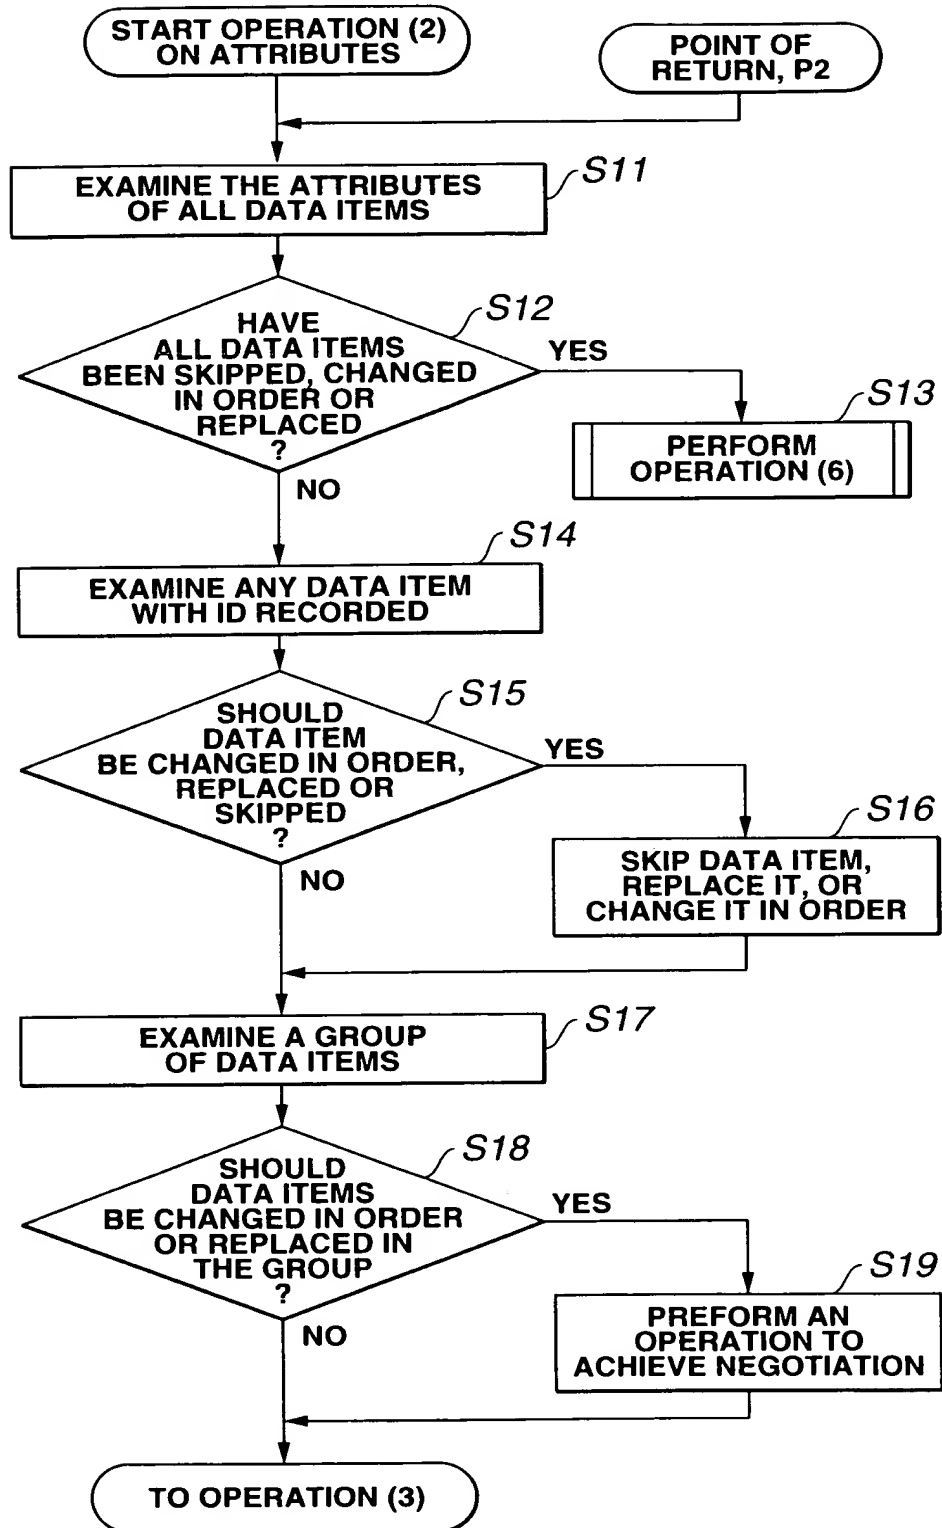 START OPERATION (2)
ON ATTRIBUTES
POINT OF
RETURN, P2
S11
EXAMINE THE ATTRIBUTES
OF ALL DATA ITEMS
S12
HAVE
ALL DATA ITEMS
BEEN SKIPPED, CHANGED
IN ORDER OR
REPLACED
?
YES
NO
S13
PERFORM
OPERATION (6)
S14
EXAMINE ANY DATA ITEM
WITH ID RECORDED
S15
SHOULD
DATA ITEM
BE CHANGED IN ORDER,
REPLACED OR
SKIPPED
?
YES
NO
S16
SKIP DATA ITEM,
REPLACE IT, OR
CHANGE IT IN ORDER
S17
EXAMINE A GROUP
OF DATA ITEMS
S18
SHOULD
DATA ITEMS
BE CHANGED IN ORDER
OR REPLACED IN
THE GROUP
?
YES
NO
S19
PREFORM AN
OPERATION TO
ACHIEVE NEGOTIATION
TO OPERATION (3)